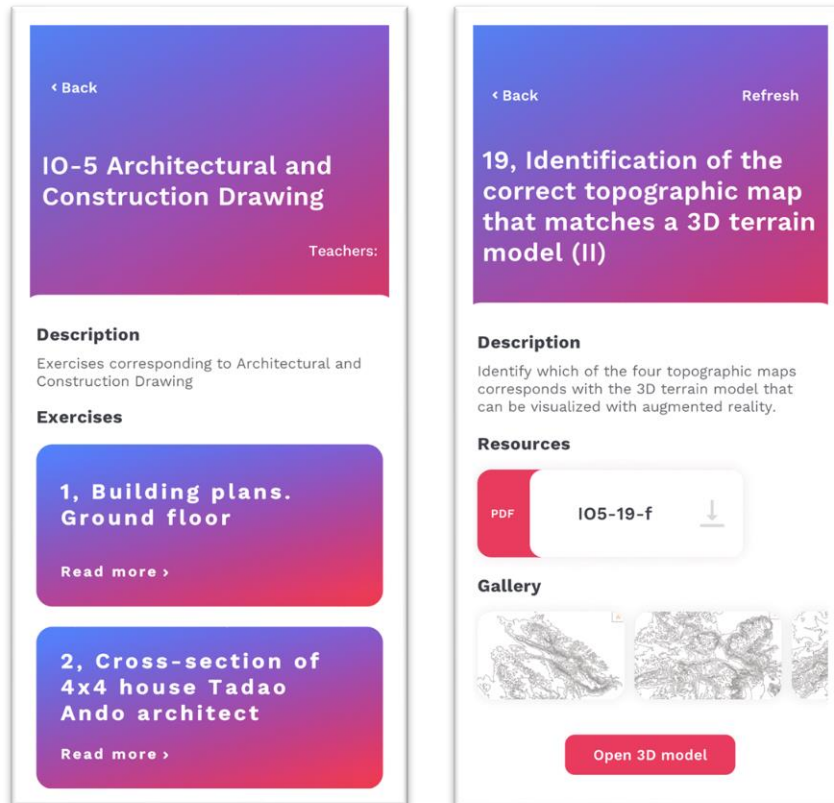 ‹ Back
IO-5 Architectural and
Construction Drawing
Teachers:
Description
Exercises corresponding to Architectural and
Construction Drawing
Exercises
1, Building plans.
Ground floor
Read more ›
2, Cross-section of
4x4 house Tadao
Ando architect
Read more ›
‹ Back
Refresh
19, Identification of the
correct topographic map
that matches a 3D terrain
model (II)
Description
Identify which of the four topographic maps
corresponds with the 3D terrain model that
can be visualized with augmented reality.
Resources
PDF
IO5-19-f
Gallery
Open 3D model